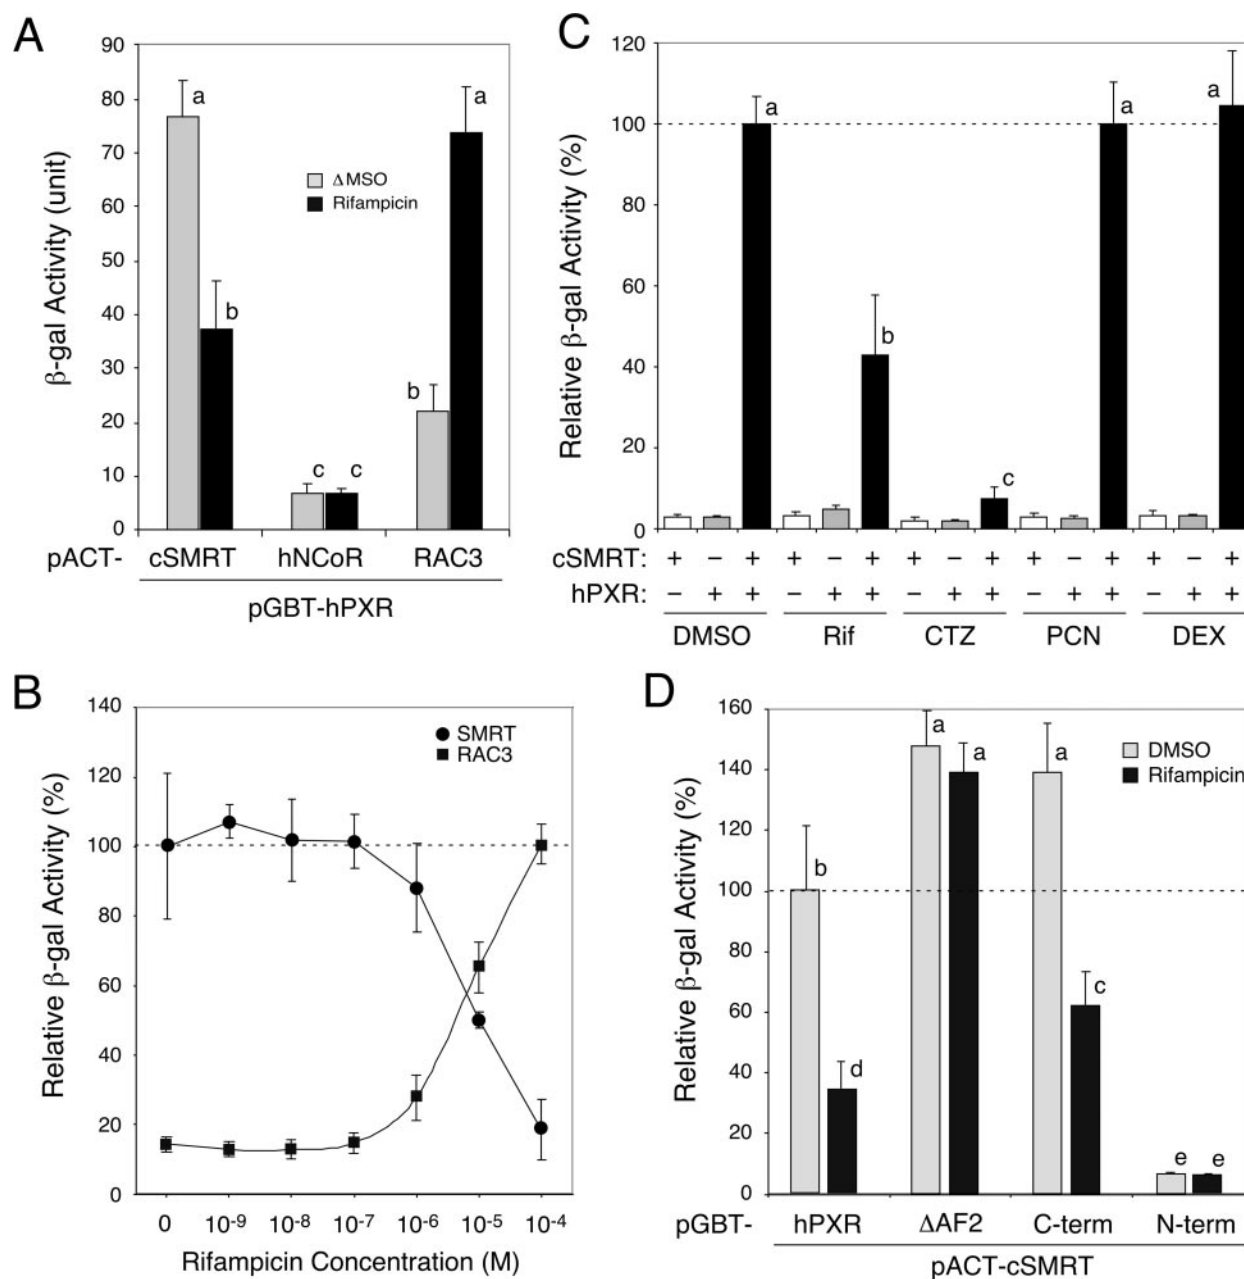 A
90
80
70
60
50
40
30
20
10
0
β-gal Activity (unit)
a
b
c
c
b
a
ΔMSO
Rifampicin
pACT- cSMRT hNCoR RAC3
pGBT-hPXR
C
120
100
80
60
40
20
0
Relative β-gal Activity (%)
a
b
c
a
a
cSMRT: + − + + − + + − + + − + + − +
hPXR: − + + − + + − + + − + + − + +
DMSO Rif CTZ PCN DEX
B
140
120
100
80
60
40
20
0
Relative β-gal Activity (%)
SMRT
RAC3
0 10-9 10-8 10-7 10-6 10-5 10-4
Rifampicin Concentration (M)
D
160
140
120
100
80
60
40
20
0
Relative β-gal Activity (%)
b
d
a
a
a
c
e
e
DMSO
Rifampicin
pGBT- hPXR ΔAF2 C-term N-term
pACT-cSMRT